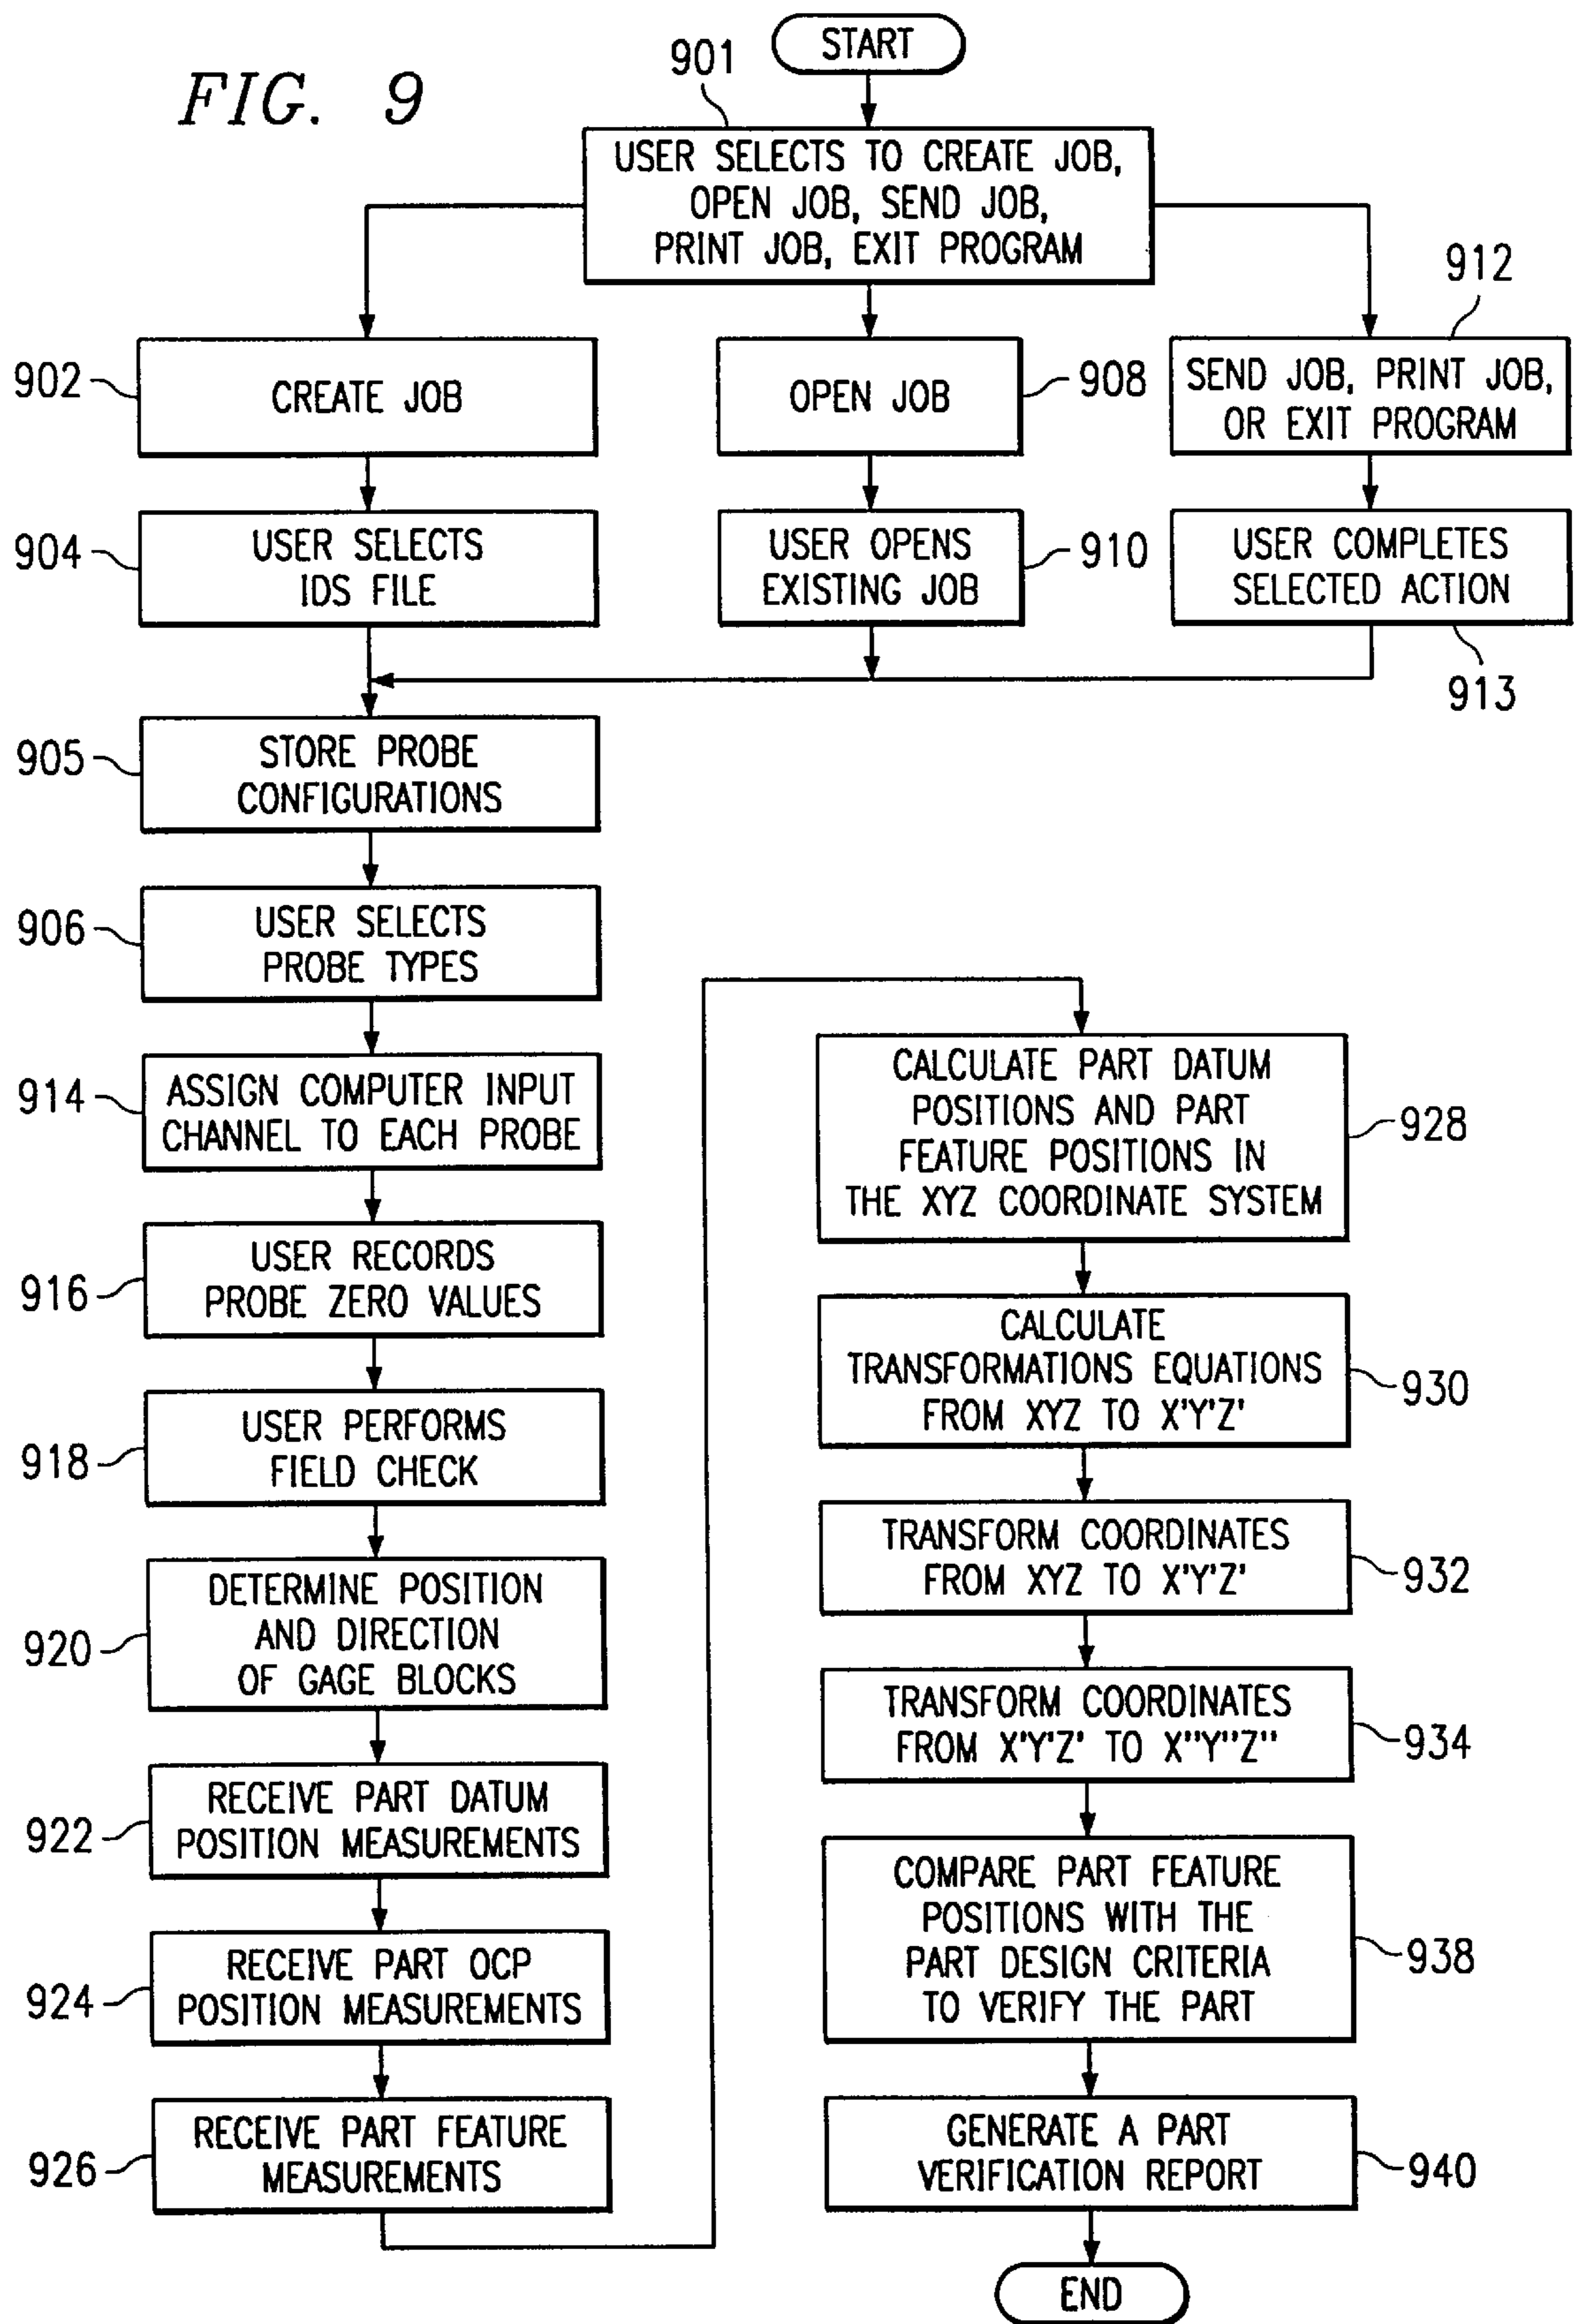 FIG. 9
START
901
USER SELECTS TO CREATE JOB,
OPEN JOB, SEND JOB,
PRINT JOB, EXIT PROGRAM
902
CREATE JOB
OPEN JOB
908
912
SEND JOB, PRINT JOB,
OR EXIT PROGRAM
904
USER SELECTS
IDS FILE
USER OPENS
EXISTING JOB
910
USER COMPLETES
SELECTED ACTION
913
905
STORE PROBE
CONFIGURATIONS
906
USER SELECTS
PROBE TYPES
914
ASSIGN COMPUTER INPUT
CHANNEL TO EACH PROBE
916
USER RECORDS
PROBE ZERO VALUES
918
USER PERFORMS
FIELD CHECK
920
DETERMINE POSITION
AND DIRECTION
OF GAGE BLOCKS
922
RECEIVE PART DATUM
POSITION MEASUREMENTS
924
RECEIVE PART OCP
POSITION MEASUREMENTS
926
RECEIVE PART FEATURE
MEASUREMENTS
CALCULATE PART DATUM
POSITIONS AND PART
FEATURE POSITIONS IN
THE XYZ COORDINATE SYSTEM
928
CALCULATE
TRANSFORMATIONS EQUATIONS
FROM XYZ TO X'Y'Z'
930
TRANSFORM COORDINATES
FROM XYZ TO X'Y'Z'
932
TRANSFORM COORDINATES
FROM X'Y'Z' TO X"Y"Z"
934
COMPARE PART FEATURE
POSITIONS WITH THE
PART DESIGN CRITERIA
TO VERIFY THE PART
938
GENERATE A PART
VERIFICATION REPORT
940
END